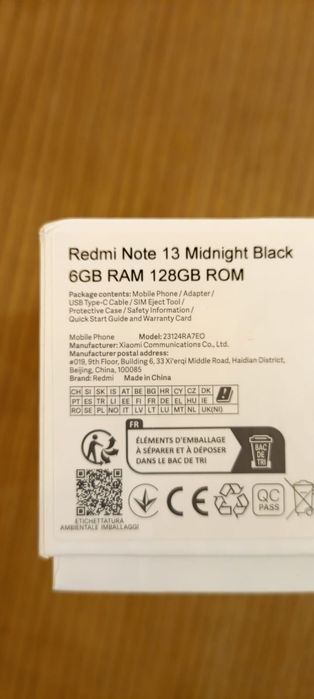 Redmi Note 13 Midnight Black
6GB RAM 128GB ROM
Package contents: Mobile Phone / Adapter /
USB Type-C Cable / SIM Eject Tool /
Protective Case / Safety Information /
Quick Start Guide and Warranty Card
Mobile Phone Model: 23124RA7EO
Manufacturer: Xiaomi Communications Co., Ltd.
Manufacturer postal address:
#019, 9th Floor, Building 6, 33 Xi'erqi Middle Road, Haidian District,
Beijing, China, 100085
Brand: Redmi Made in China
CH SI SK IS AT BE BG HR CY CZ DK
PT ES TR LI EE FI FR DE EL HU IE
RO SE PL NO IT LV LT LU MT NL UK(NI)
FR
ÉLÉMENTS D'EMBALLAGE
À SÉPARER ET À DÉPOSER
DANS LE BAC DE TRI
BAC
DE
TRI
CE
QC
PASS
ETICHETTATURA
AMBIENTALE IMBALLAGGI